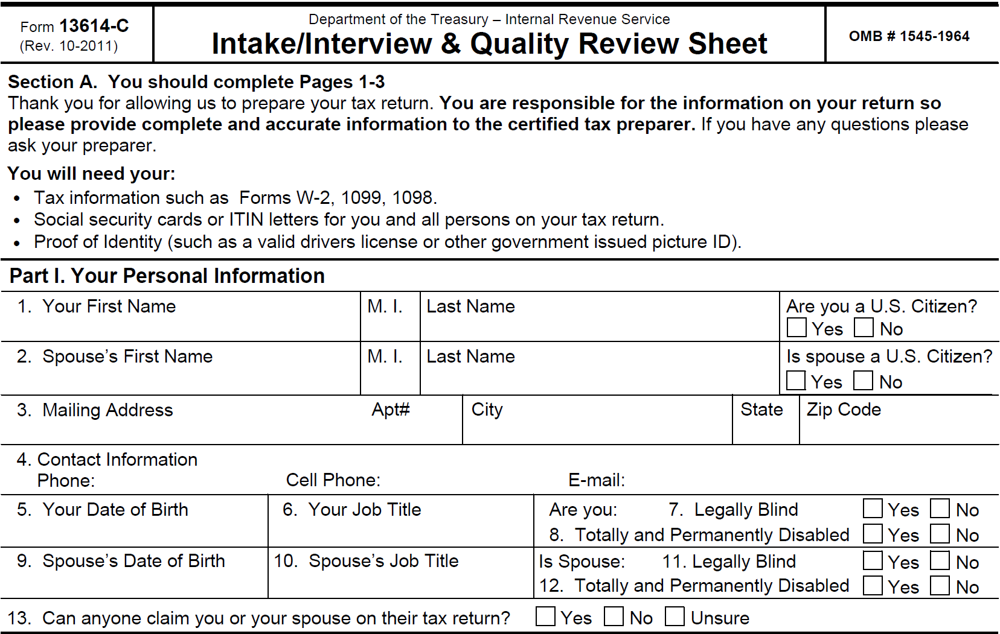 Form 13614-C
(Rev. 10-2011)
Department of the Treasury – Internal Revenue Service
Intake/Interview & Quality Review Sheet
OMB # 1545-1964
Section A.  You should complete Pages 1-3
Thank you for allowing us to prepare your tax return. You are responsible for the information on your return so
please provide complete and accurate information to the certified tax preparer. If you have any questions please
ask your preparer.
You will need your:
• Tax information such as  Forms W-2, 1099, 1098.
• Social security cards or ITIN letters for you and all persons on your tax return.
• Proof of Identity (such as a valid drivers license or other government issued picture ID).
Part I. Your Personal Information
1.  Your First Name
M. I.
Last Name
Are you a U.S. Citizen?
Yes No
2.  Spouse’s First Name
M. I.
Last Name
Is spouse a U.S. Citizen?
Yes No
3.  Mailing Address
Apt#
City
State
Zip Code
4. Contact Information
Phone:
Cell Phone:
E-mail:
5.  Your Date of Birth
6.  Your Job Title
Are you: 7.  Legally Blind Yes No
8.  Totally and Permanently Disabled Yes No
9.  Spouse’s Date of Birth
10.  Spouse’s Job Title
Is Spouse: 11. Legally Blind Yes No
12.  Totally and Permanently Disabled Yes No
13.  Can anyone claim you or your spouse on their tax return? Yes No Unsure